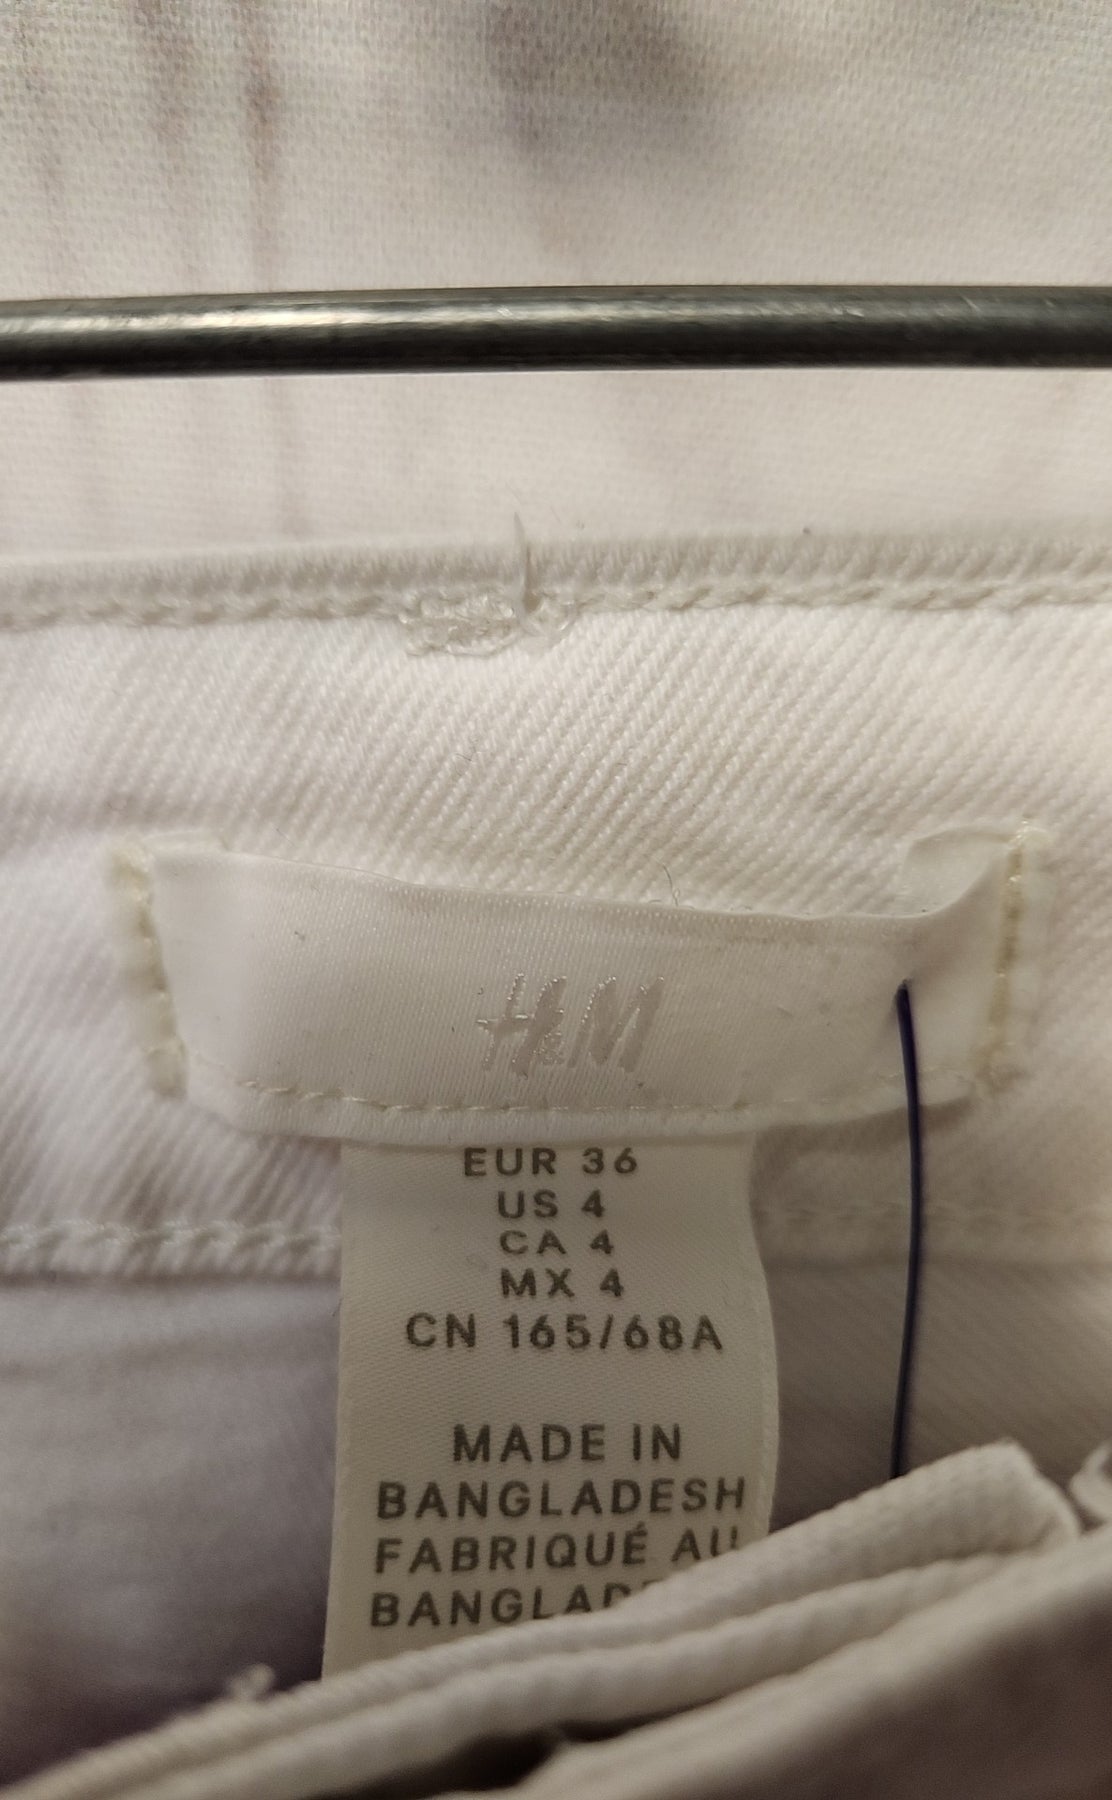 H&M
EUR 36
US 4
CA 4
MX 4
CN 165/68A
MADE IN
BANGLADESH
FABRIQUÉ AU